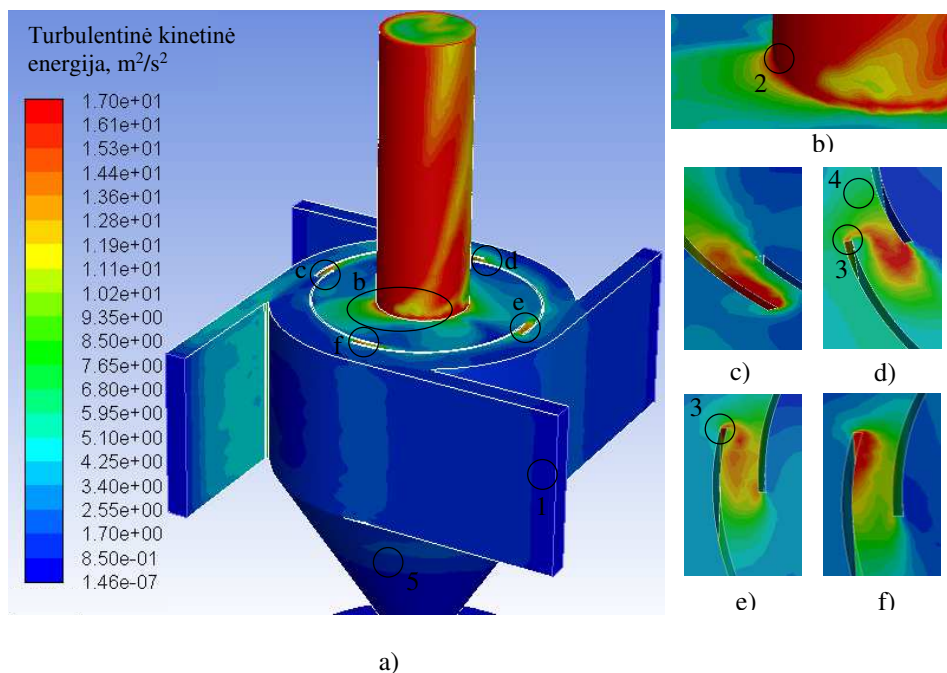 Turbulentinė kinetinė
energija, m²/s²
1.70e+01
1.61e+01
1.53e+01
1.44e+01
1.36e+01
1.28e+01
1.19e+01
1.11e+01
1.02e+01
9.35e+00
8.50e+00
7.65e+00
6.80e+00
5.95e+00
5.10e+00
4.25e+00
3.40e+00
2.55e+00
1.70e+00
8.50e-01
1.46e-07
c
b
d
e
f
1
5
a)
2
b)
c)
4
3
d)
3
e)
f)